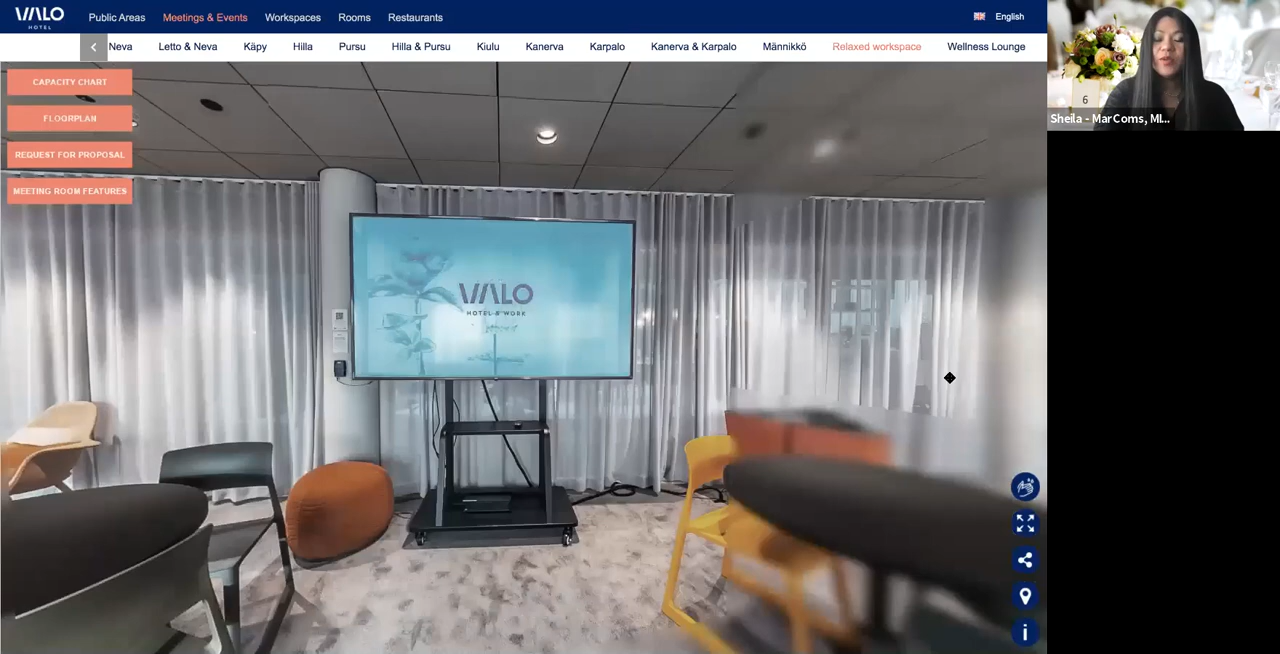 VALO
HOTEL
Public Areas
Meetings & Events
Workspaces
Rooms
Restaurants
English
Neva
Letto & Neva
Käpy
Hilla
Pursu
Hilla & Pursu
Kiulu
Kanerva
Karpalo
Kanerva & Karpalo
Männikkö
Relaxed workspace
Wellness Lounge
CAPACITY CHART
FLOORPLAN
REQUEST FOR PROPOSAL
MEETING ROOM FEATURES
VALO
HOTEL & WORK
6
Sheila - MarComs, MI...